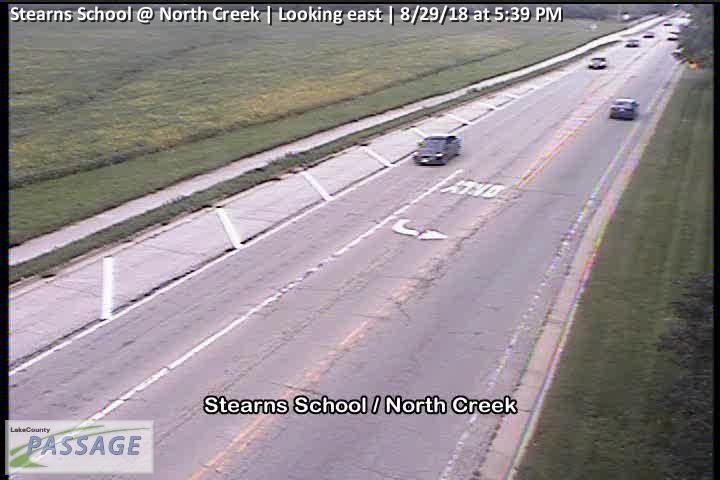 Stearns School @ North Creek | Looking east | 8/29/18 at 5:39 PM
ONLY
Stearns School / North Creek
LakeCounty
PASSAGE